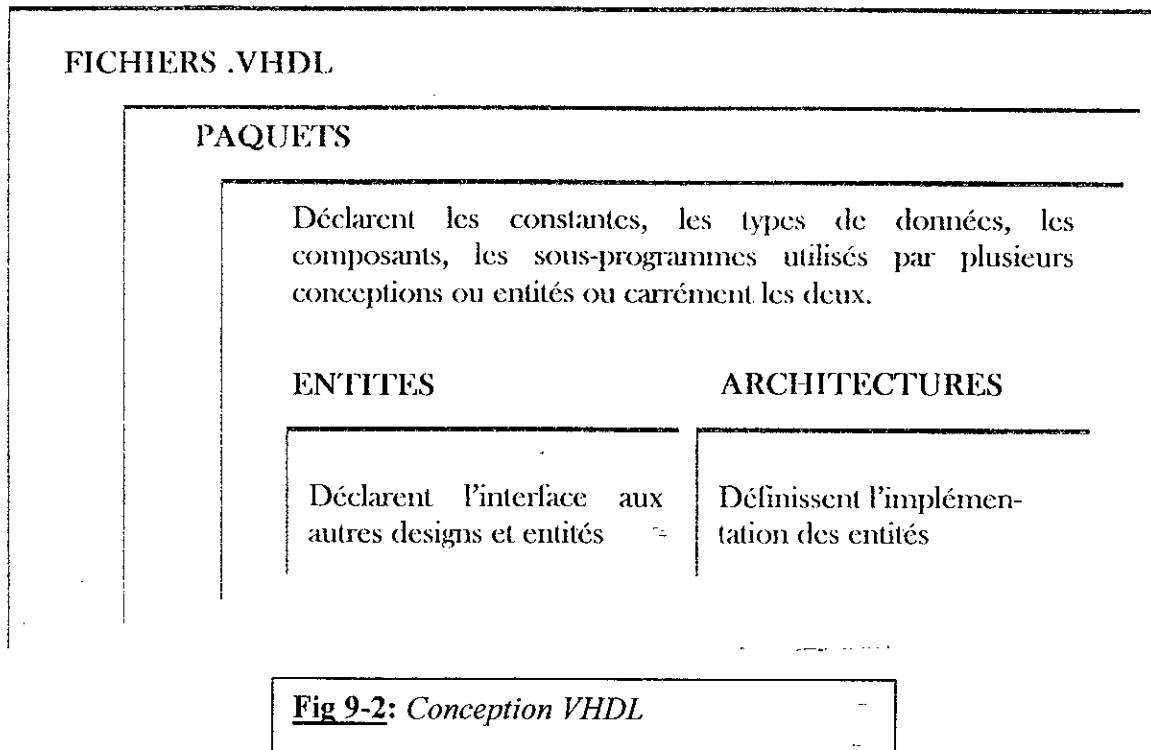 FICHIERS .VHDL
PAQUETS
Déclarent les constantes, les types de données, les
composants, les sous-programmes utilisés par plusieurs
conceptions ou entités ou carrément les deux.
ENTITES
ARCHITECTURES
Déclarent l'interface aux
autres designs et entités
Définissent l'implémen-
tation des entités
Fig 9-2: Conception VHDL